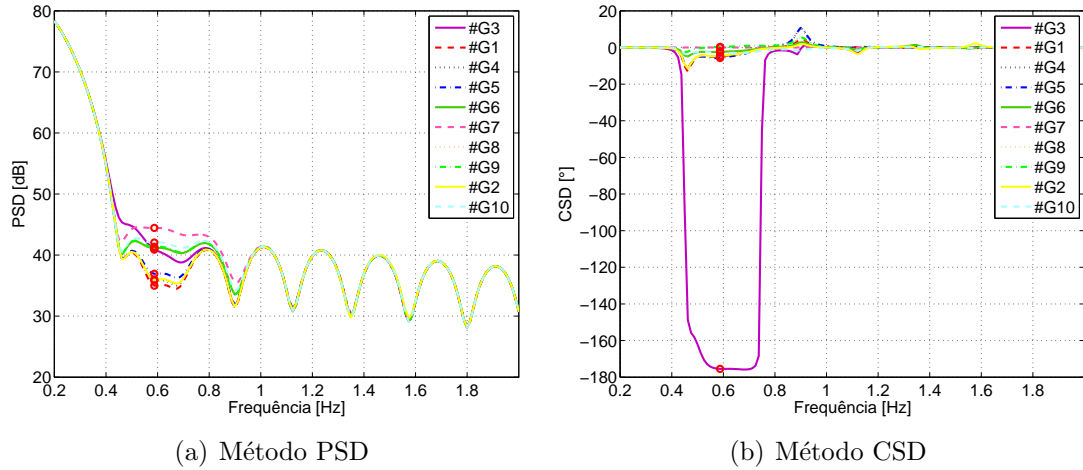 80
70
60
50
40
30
20
0.2 0.4 0.6 0.8 1 1.2 1.4 1.6 1.8
Frequência [Hz]
PSD [dB]
#G3
#G1
#G4
#G5
#G6
#G7
#G8
#G9
#G2
#G10
(a) Método PSD
20
0
−20
−40
−60
−80
−100
−120
−140
−160
−180
0.2 0.4 0.6 0.8 1 1.2 1.4 1.6 1.8
Frequência [Hz]
CSD [°]
#G3
#G1
#G4
#G5
#G6
#G7
#G8
#G9
#G2
#G10
(b) Método CSD